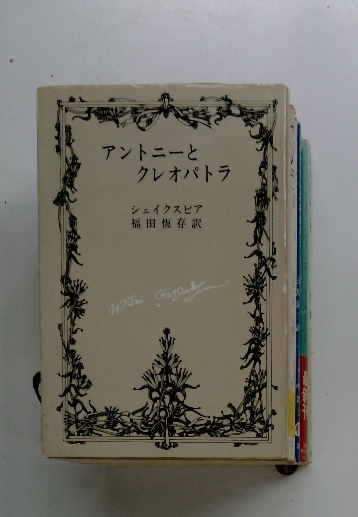 アントニーと
クレオパトラ
シェイクスピア
福田恆存訳